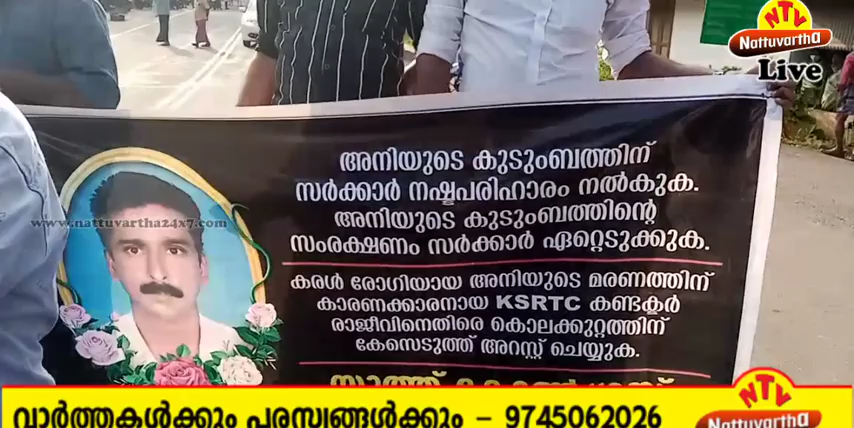 NTV
Nattuvartha
Live
അനിയുടെ കുടുംബത്തിന്
സർക്കാർ നഷ്ടപരിഹാരം നൽകുക.
അനിയുടെ കുടുംബത്തിന്റെ
സംരക്ഷണം സർക്കാർ ഏറ്റെടുക്കുക.
www.nattuvartha24x7.com
കരൾ രോഗിയായ അനിയുടെ മരണത്തിന്
കാരണക്കാരനായ KSRTC കണ്ടക്ടർ
രാജീവിനെതിരെ കൊലക്കുറ്റത്തിന്
കേസെടുത്ത് അറസ്റ്റ് ചെയ്യുക.
വാർത്തകൾക്കും പരസ്യങ്ങൾക്കും – 9745062026
NTV
Nattuvartha